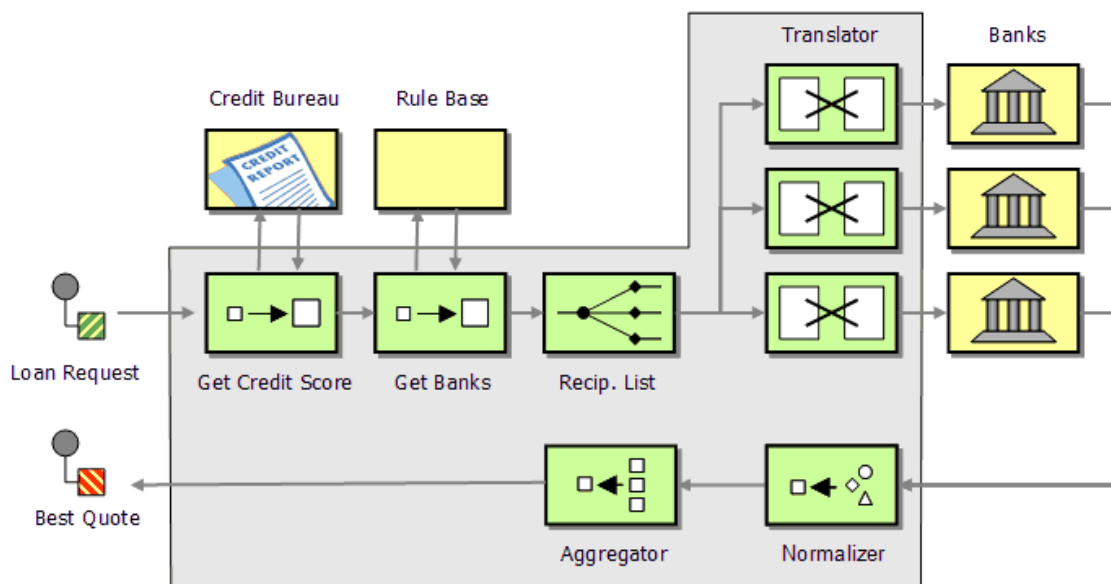 Translator
Banks
Credit Bureau
Rule Base
CREDIT
REPORT
Loan Request
Get Credit Score
Get Banks
Recip. List
Best Quote
Aggregator
Normalizer